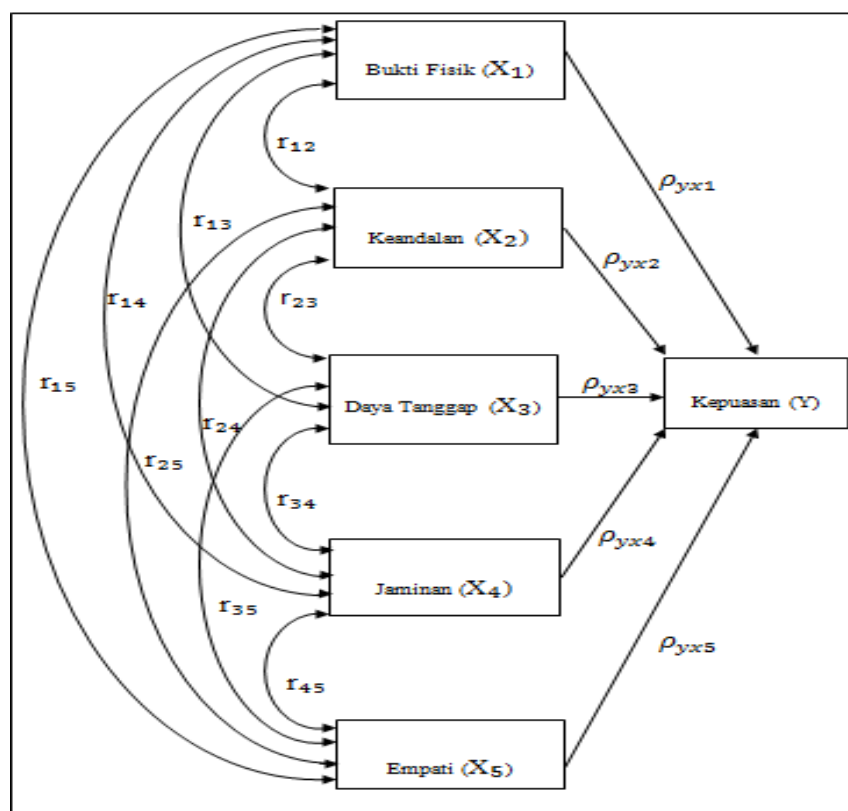 Bukti Fisik (X₁)
r₁₂
ρyx1
r₁₃
Keandalan (X₂)
ρyx2
r₂₃
r₁₄
r₁₅
Daya Tanggap (X₃)
ρyx3
Kepuasan (Y)
r₂₄
r₂₅
r₃₄
ρyx4
Jaminan (X₄)
r₃₅
ρyx5
r₄₅
Empati (X₅)